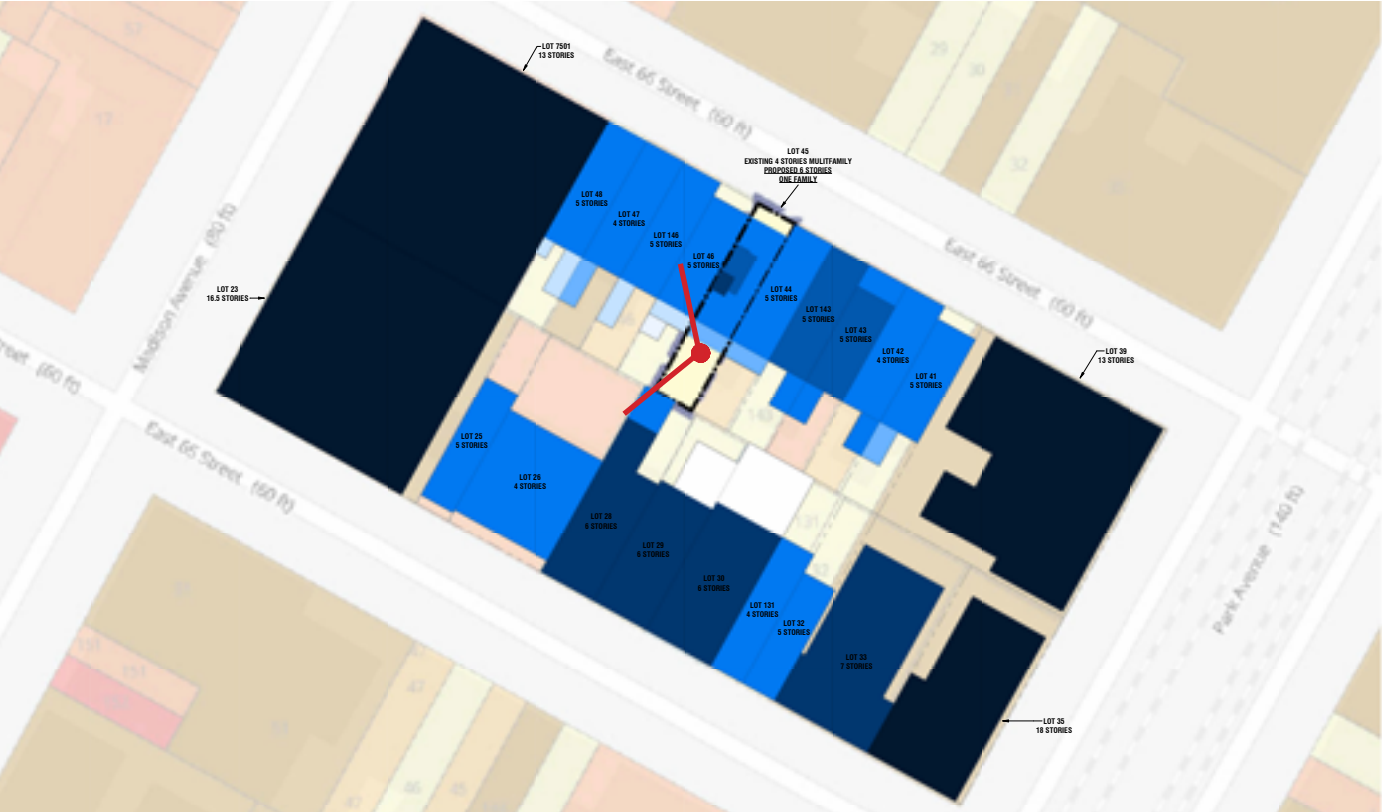 LOT 7501
13 STORIES
East 66 Street (60 ft)
LOT 45
EXISTING 4 STORIES MULITFAMILY
PROPOSED 6 STORIES
ONE FAMILY
LOT 48
5 STORIES
LOT 47
4 STORIES
LOT 146
5 STORIES
LOT 46
5 STORIES
Madison Avenue (80 ft)
LOT 23
16.5 STORIES
East 66 Street (60 ft)
LOT 44
5 STORIES
LOT 143
5 STORIES
LOT 43
5 STORIES
LOT 42
4 STORIES
LOT 41
5 STORIES
LOT 39
13 STORIES
Street (60 ft)
East 65 Street (60 ft)
LOT 25
5 STORIES
LOT 26
4 STORIES
LOT 28
6 STORIES
LOT 29
6 STORIES
LOT 30
6 STORIES
LOT 131
4 STORIES
LOT 32
5 STORIES
LOT 33
7 STORIES
Park Avenue (140 ft)
LOT 35
18 STORIES
131
47
46
45
32